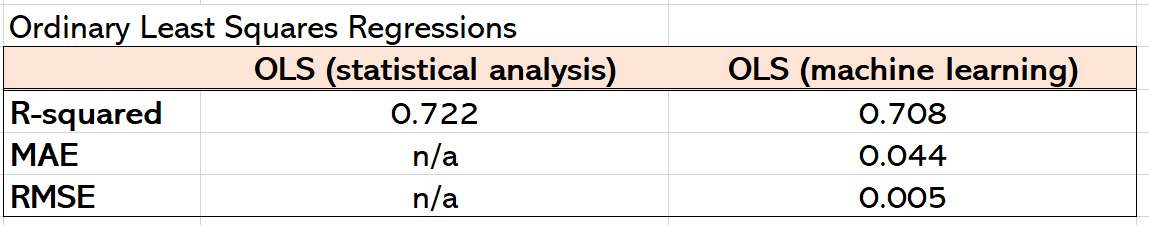 Ordinary Least Squares Regressions
OLS (statistical analysis) OLS (machine learning)
R-squared 0.722 0.708
MAE n/a 0.044
RMSE n/a 0.005